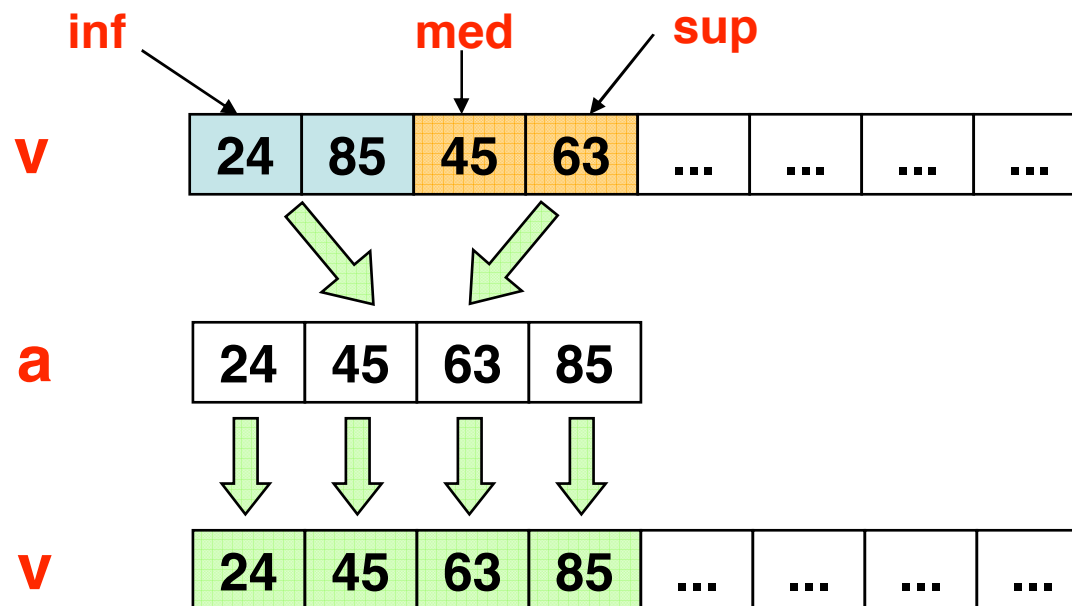 inf med sup
v 24 85 45 63 ... ... ... ...
a 24 45 63 85
v 24 45 63 85 ... ... ... ...